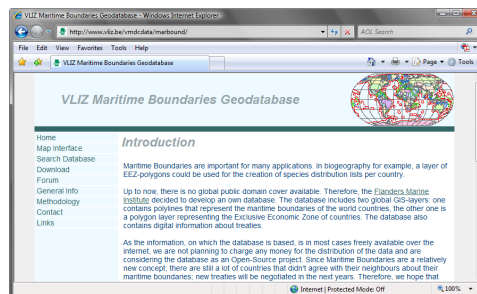 VLIZ Maritime Boundaries Geodatabase - Windows Internet Explorer
http://www.vliz.be/vmdcdata/marbound/
AOL Search
File Edit View Favorites Tools Help
VLIZ Maritime Boundaries Geodatabase
Page Tools
VLIZ Maritime Boundaries Geodatabase
Home
Map Interface
Search Database
Download
Forum
General Info
Methodology
Contact
Links
Introduction
Maritime Boundaries are important for many applications. In biogeography for example, a layer of
EEZ-polygons could be used for the creation of species distribution lists per country.
Up to now, there is no global public domain cover available. Therefore, the Flanders Marine
Institute decided to develop an own database. The database includes two global GIS-layers: one
contains polylines that represent the maritime boundaries of the world countries, the other one is
a polygon layer representing the Exclusive Economic Zone of countries. The database also
contains digital information about treaties.
As the information, on which the database is based, is in most cases freely available over the
internet, we are not planning to charge any money for the distribution of the data and are
considering the database as an Open-Source project. Since Maritime Boundaries are a relatively
new concept, there are still a lot of countries that didn't agree with their neighbours about their
maritime boundaries; new treaties will be negotiated in the next years. Therefore, we hope that
Internet | Protected Mode: Off
100%